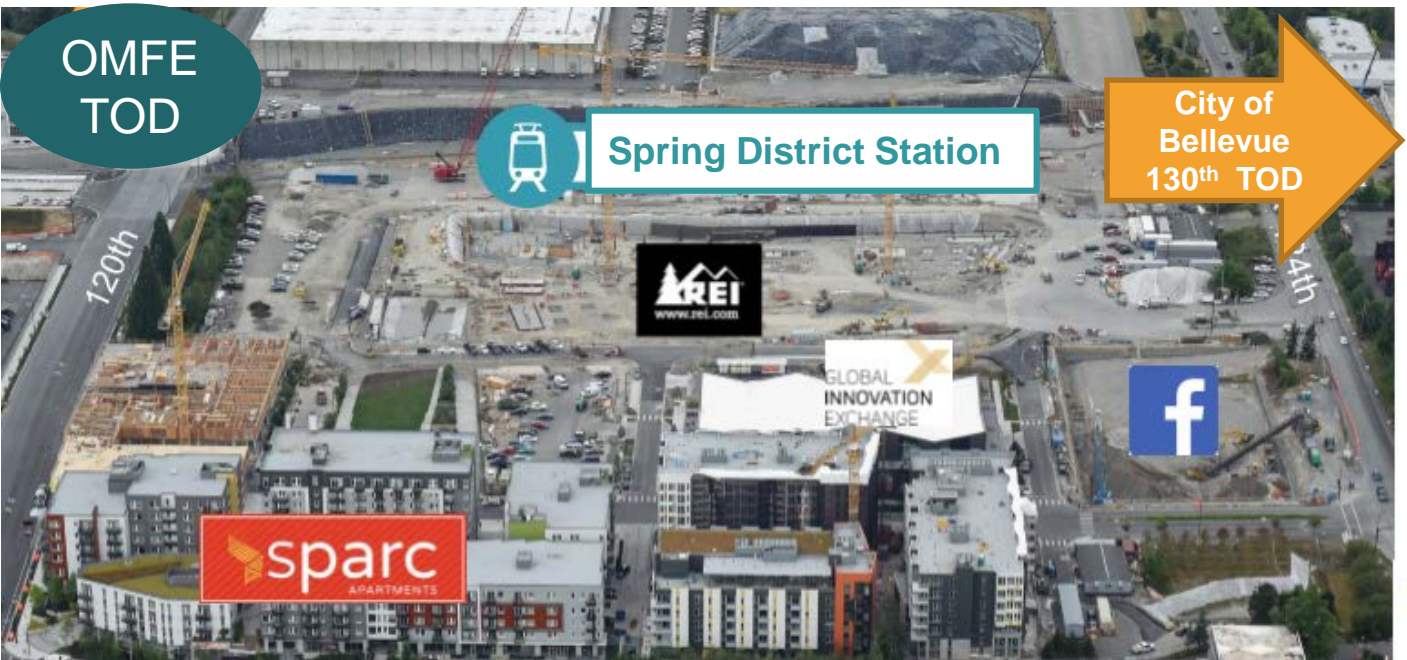 OMFE
TOD
Spring District Station
City of
Bellevue
130th TOD
120th
24th
REI
www.rei.com
GLOBAL
INNOVATION
EXCHANGE
f
sparc
APARTMENTS